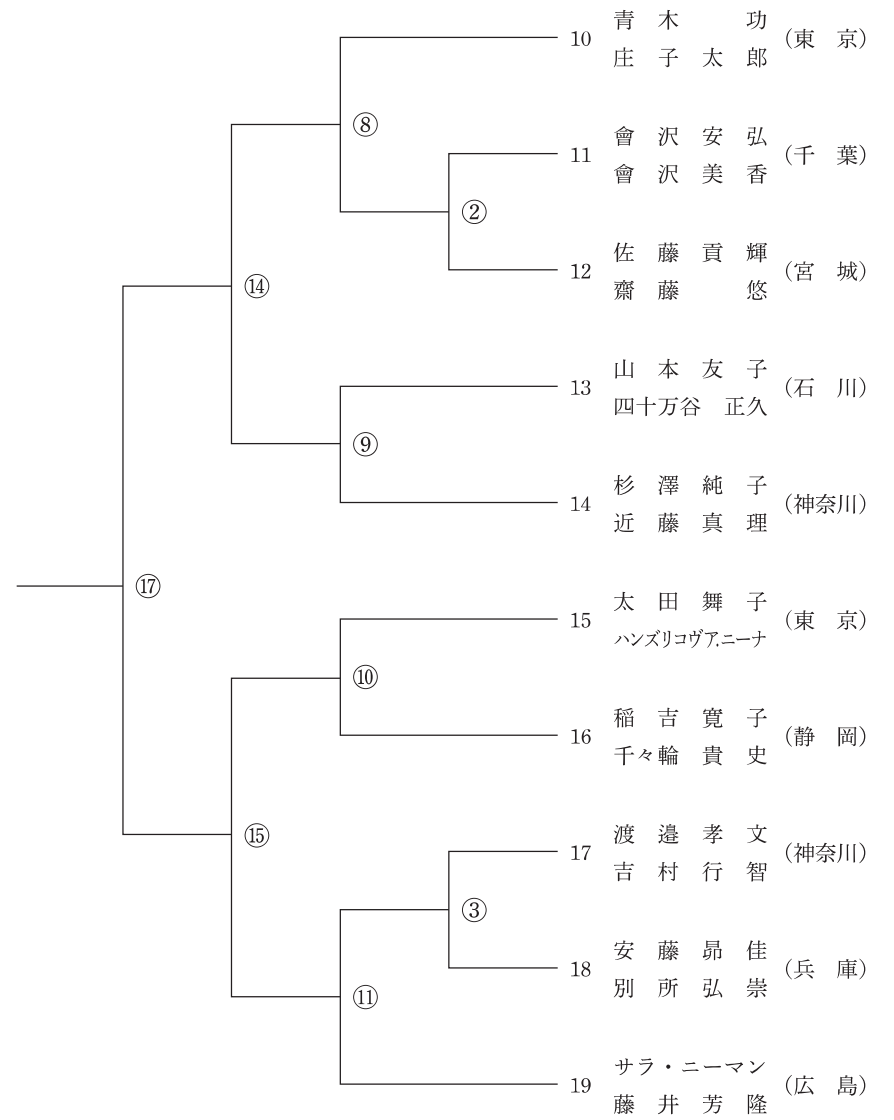 青木 功
10 (東 京)
庄子太郎
⑧
會沢安弘
11 (千 葉)
會沢美香
②
佐藤貢輝
12 (宮 城)
齋藤 悠
⑭
山本友子
13 (石 川)
四十万谷 正久
⑨
杉澤純子
14 (神奈川)
近藤真理
⑰
太田舞子
15 (東 京)
ハンズリコヴァ.ニーナ
⑩
稲吉寛子
16 (静 岡)
千々輪貴史
⑮
渡邉孝文
17 (神奈川)
吉村行智
③
安藤昴佳
18 (兵 庫)
別所弘崇
⑪
サラ・ニーマン
19 (広 島)
藤井芳隆